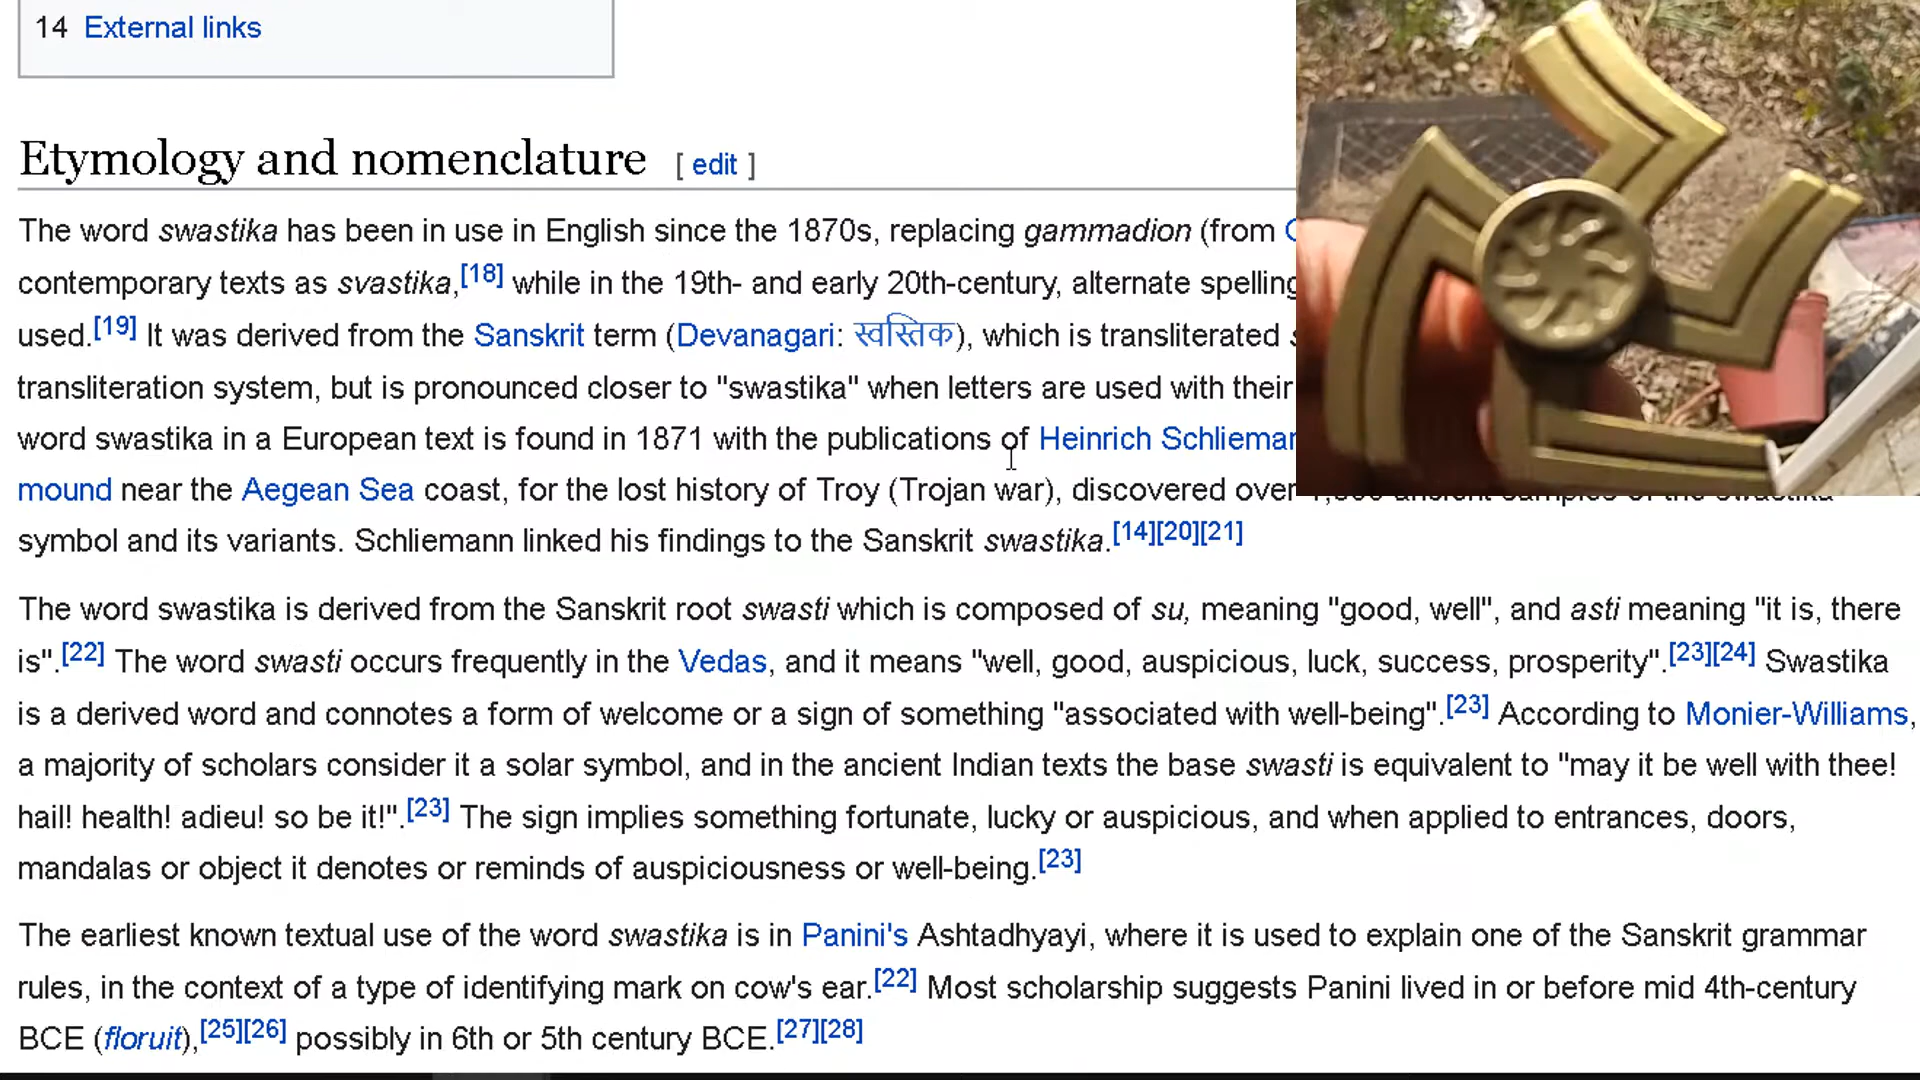 14 External links
Etymology and nomenclature [ edit ]
The word swastika has been in use in English since the 1870s, replacing gammadion (from
contemporary texts as svastika,[18] while in the 19th- and early 20th-century, alternate spelling
used.[19] It was derived from the Sanskrit term (Devanagari: स्वस्तिक), which is transliterated
transliteration system, but is pronounced closer to "swastika" when letters are used with their
word swastika in a European text is found in 1871 with the publications of Heinrich
mound near the Aegean Sea coast, for the lost history of Troy (Trojan war), discovered over
symbol and its variants. Schliemann linked his findings to the Sanskrit swastika.[14][20][21]
The word swastika is derived from the Sanskrit root swasti which is composed of su, meaning "good, well", and asti meaning "it is, there
is".[22] The word swasti occurs frequently in the Vedas, and it means "well, good, auspicious, luck, success, prosperity".[23][24] Swastika
is a derived word and connotes a form of welcome or a sign of something "associated with well-being".[23] According to Monier-Williams,
a majority of scholars consider it a solar symbol, and in the ancient Indian texts the base swasti is equivalent to "may it be well with thee!
hail! health! adieu! so be it!".[23] The sign implies something fortunate, lucky or auspicious, and when applied to entrances, doors,
mandalas or object it denotes or reminds of auspiciousness or well-being.[23]
The earliest known textual use of the word swastika is in Panini's Ashtadhyayi, where it is used to explain one of the Sanskrit grammar
rules, in the context of a type of identifying mark on cow's ear.[22] Most scholarship suggests Panini lived in or before mid 4th-century
BCE (floruit),[25][26] possibly in 6th or 5th century BCE.[27][28]